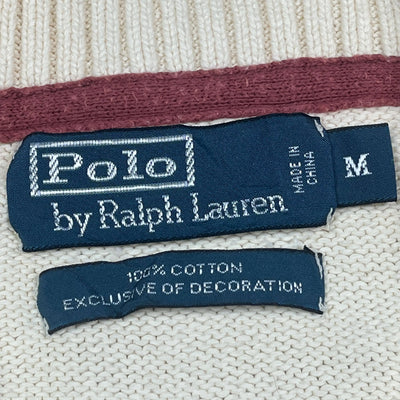 Polo
by Ralph Lauren
MADE IN
CHINA
M
100% COTTON
EXCLUSIVE OF DECORATION